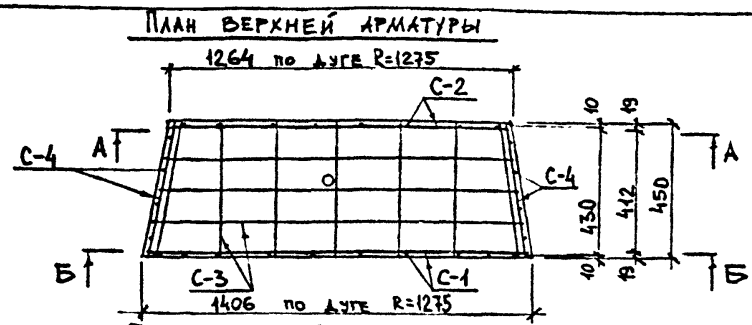 ПЛАН ВЕРХНЕЙ АРМАТУРЫ
1264 по дуге R=1275
С-2
10 19
А А
С-4
С-4
430 412 450
Б Б
С-3 С-1
10 19
1406 по дуге R=1275